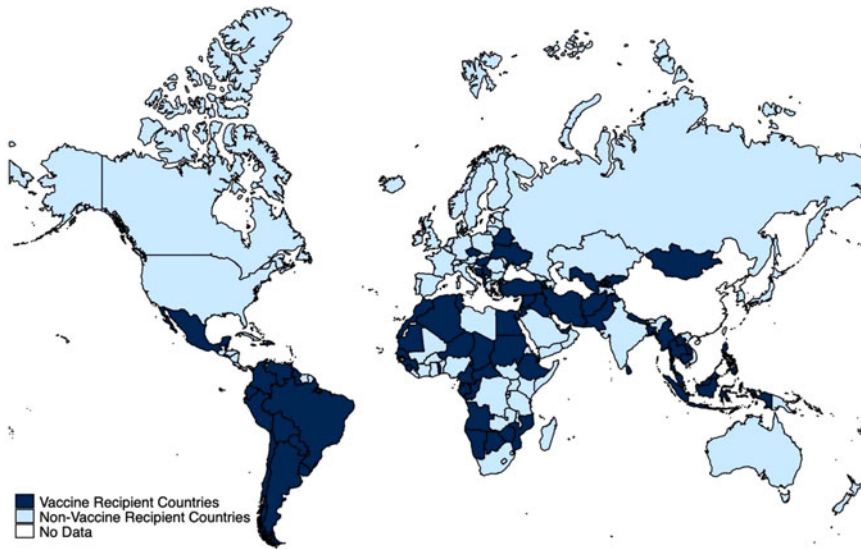 Vaccine Recipient Countries
Non-Vaccine Recipient Countries
No Data